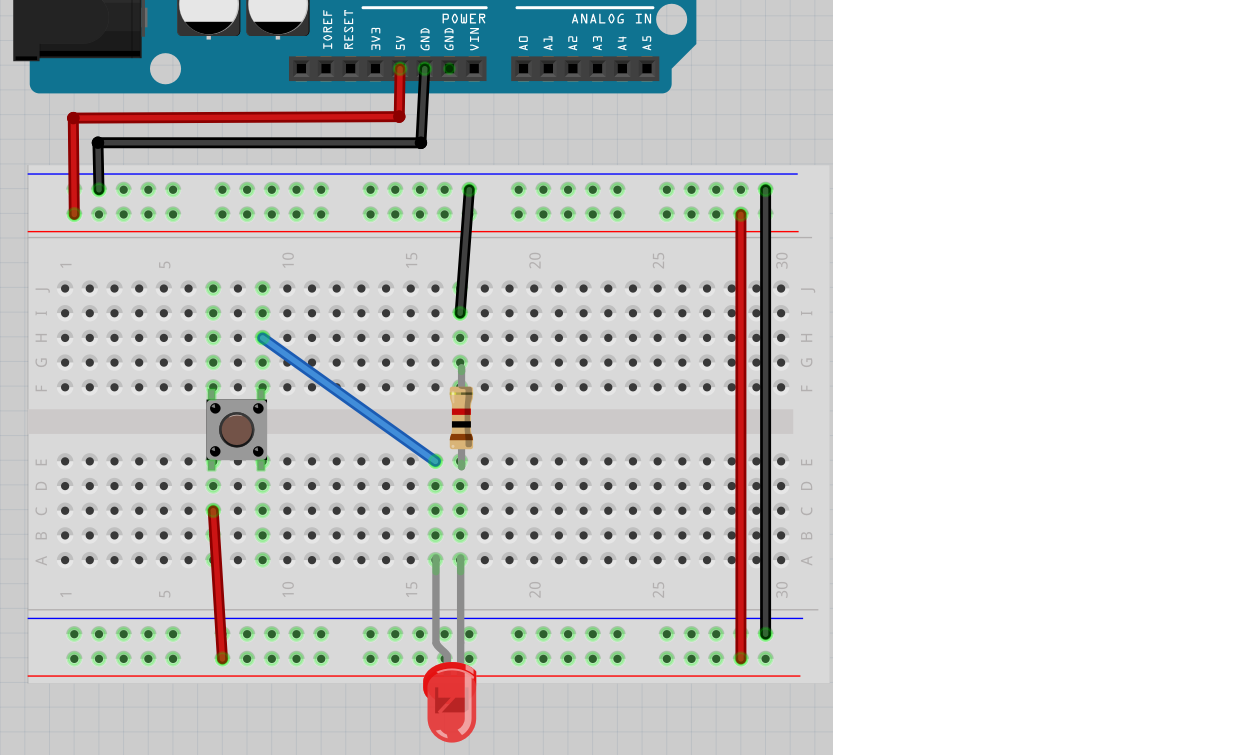 POWER ANALOG IN
IOREF RESET 3V3 5V GND GND VIN A0 A1 A2 A3 A4 A5
1 5 10 15 20 25 30
J J
I I
H H
G G
F F
E E
D D
C C
B B
A A
1 5 10 15 20 25 30